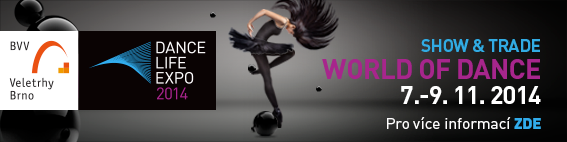 BVV
Veletrhy
Brno
DANCE
LIFE
EXPO
2014
SHOW & TRADE
WORLD OF DANCE
7.-9. 11. 2014
Pro více informací ZDE